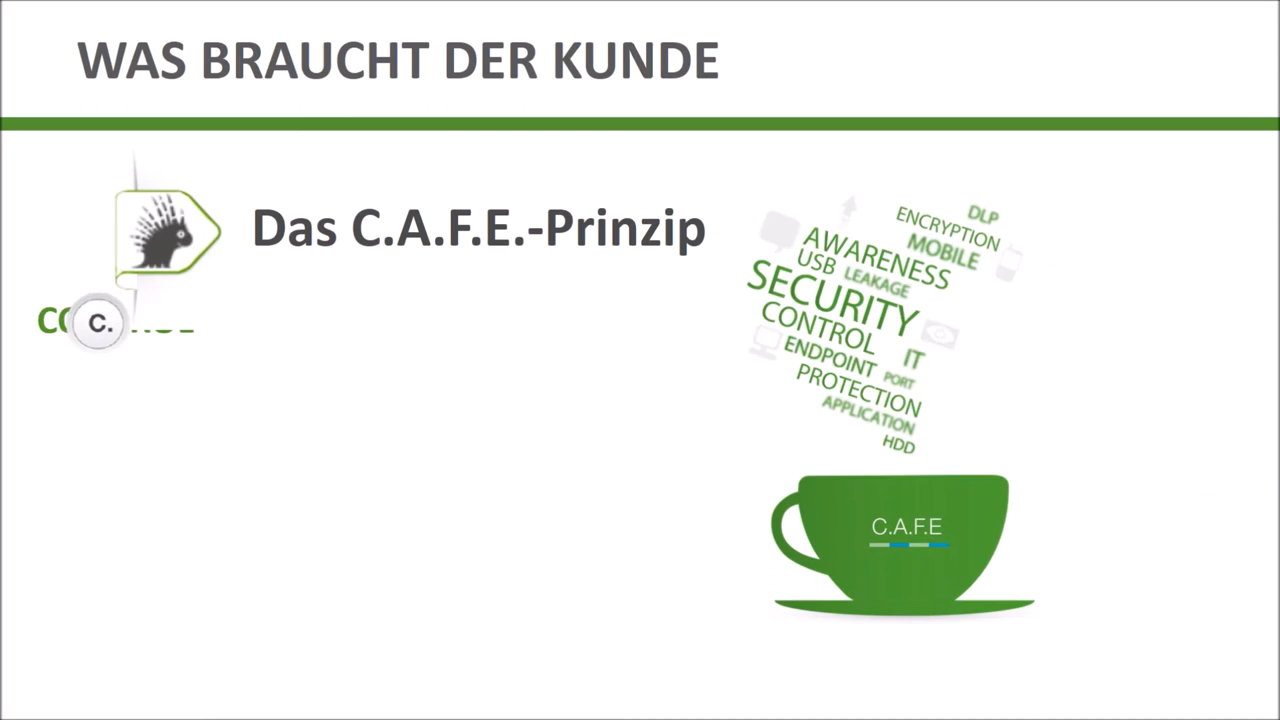 WAS BRAUCHT DER KUNDE
Das C.A.F.E.-Prinzip
C.
DLP
ENCRYPTION
MOBILE
AWARENESS
USB LEAKAGE
SECURITY
CONTROL
IT
ENDPOINT
PORT
PROTECTION
APPLICATION
HDD
C.A.F.E